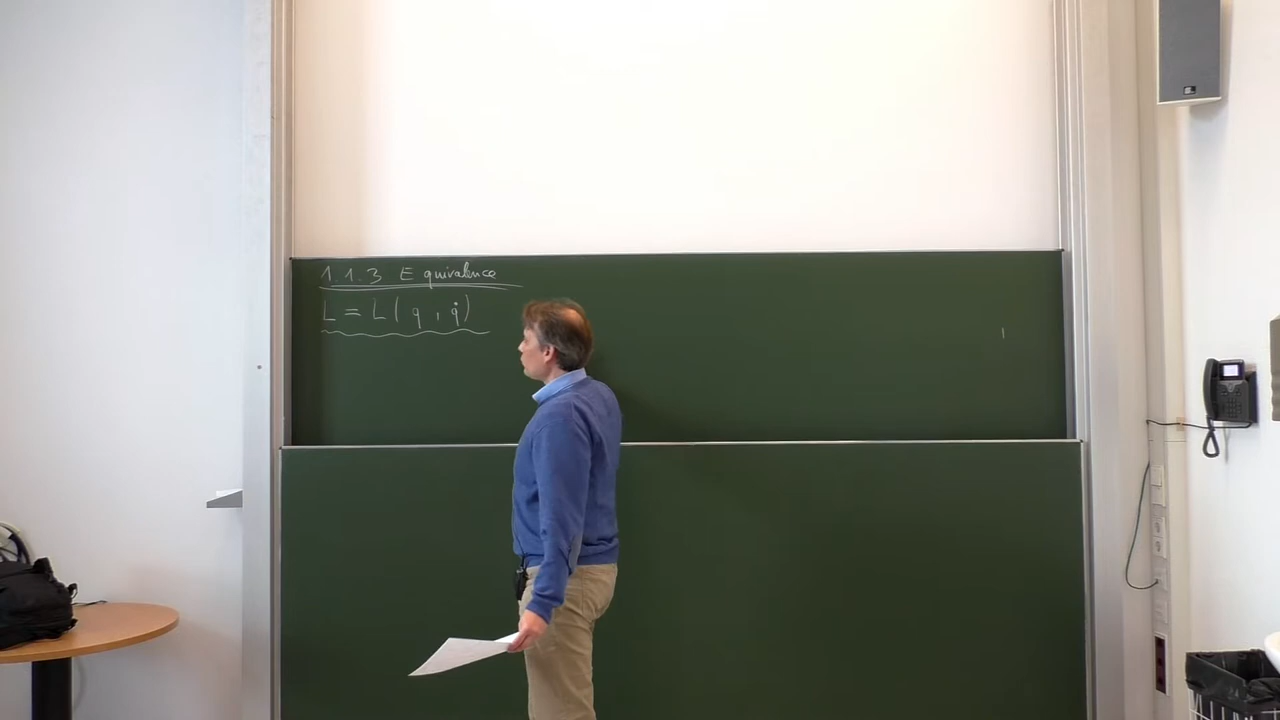 1.1.3 Equivalence
L = L(q, q̇)